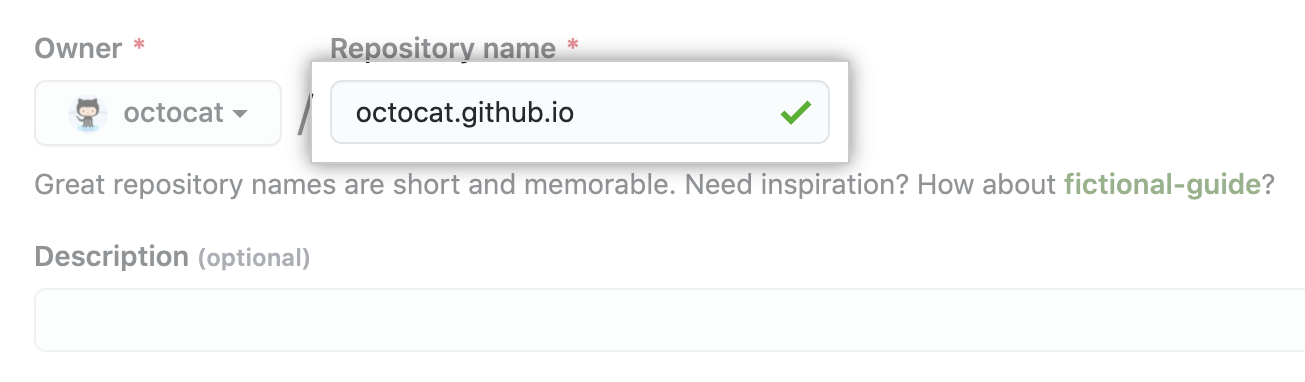 Owner *
Repository name *
octocat
/
octocat.github.io
Great repository names are short and memorable. Need inspiration? How about fictional-guide?
Description (optional)